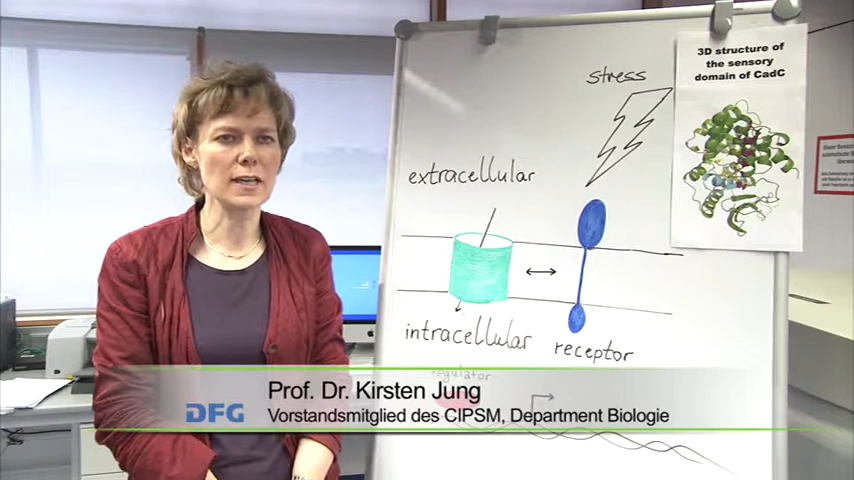 stress
3D structure of
the sensory
domain of CadC
extracellular
intracellular
receptor
regulator
Prof. Dr. Kirsten Jung
DFG
Vorstandsmitglied des CIPSM, Department Biologie